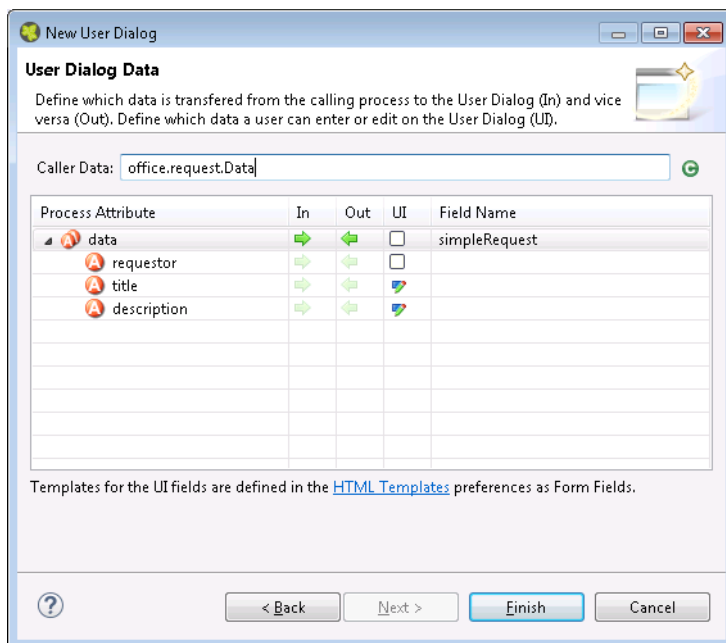 New User Dialog
User Dialog Data
Define which data is transfered from the calling process to the User Dialog (In) and vice
versa (Out). Define which data a user can enter or edit on the User Dialog (UI).
Caller Data: office.request.Data
Process Attribute In Out UI Field Name
data simpleRequest
requestor
title
description
Templates for the UI fields are defined in the HTML Templates preferences as Form Fields.
< Back Next > Finish Cancel